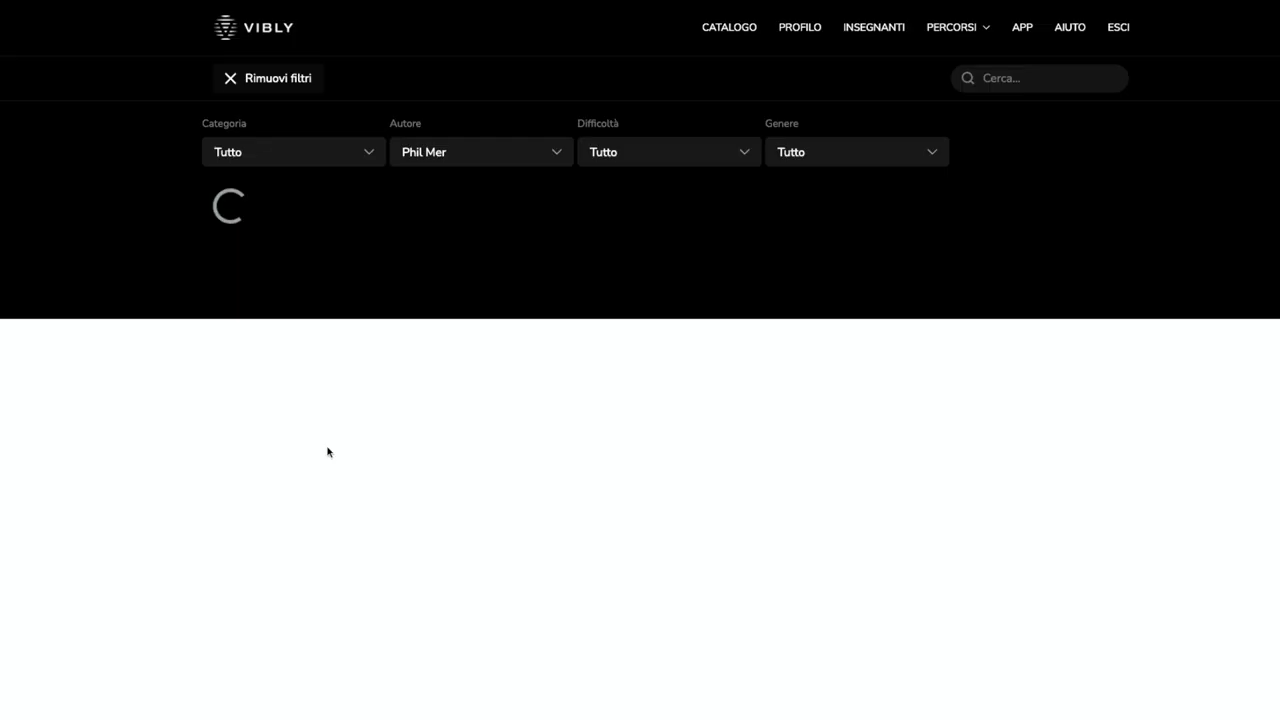 VIBLY
CATALOGO PROFILO INSEGNANTI PERCORSI APP AIUTO ESCI
Rimuovi filtri
Cerca...
Categoria Autore Difficoltà Genere
Tutto Phil Mer Tutto Tutto